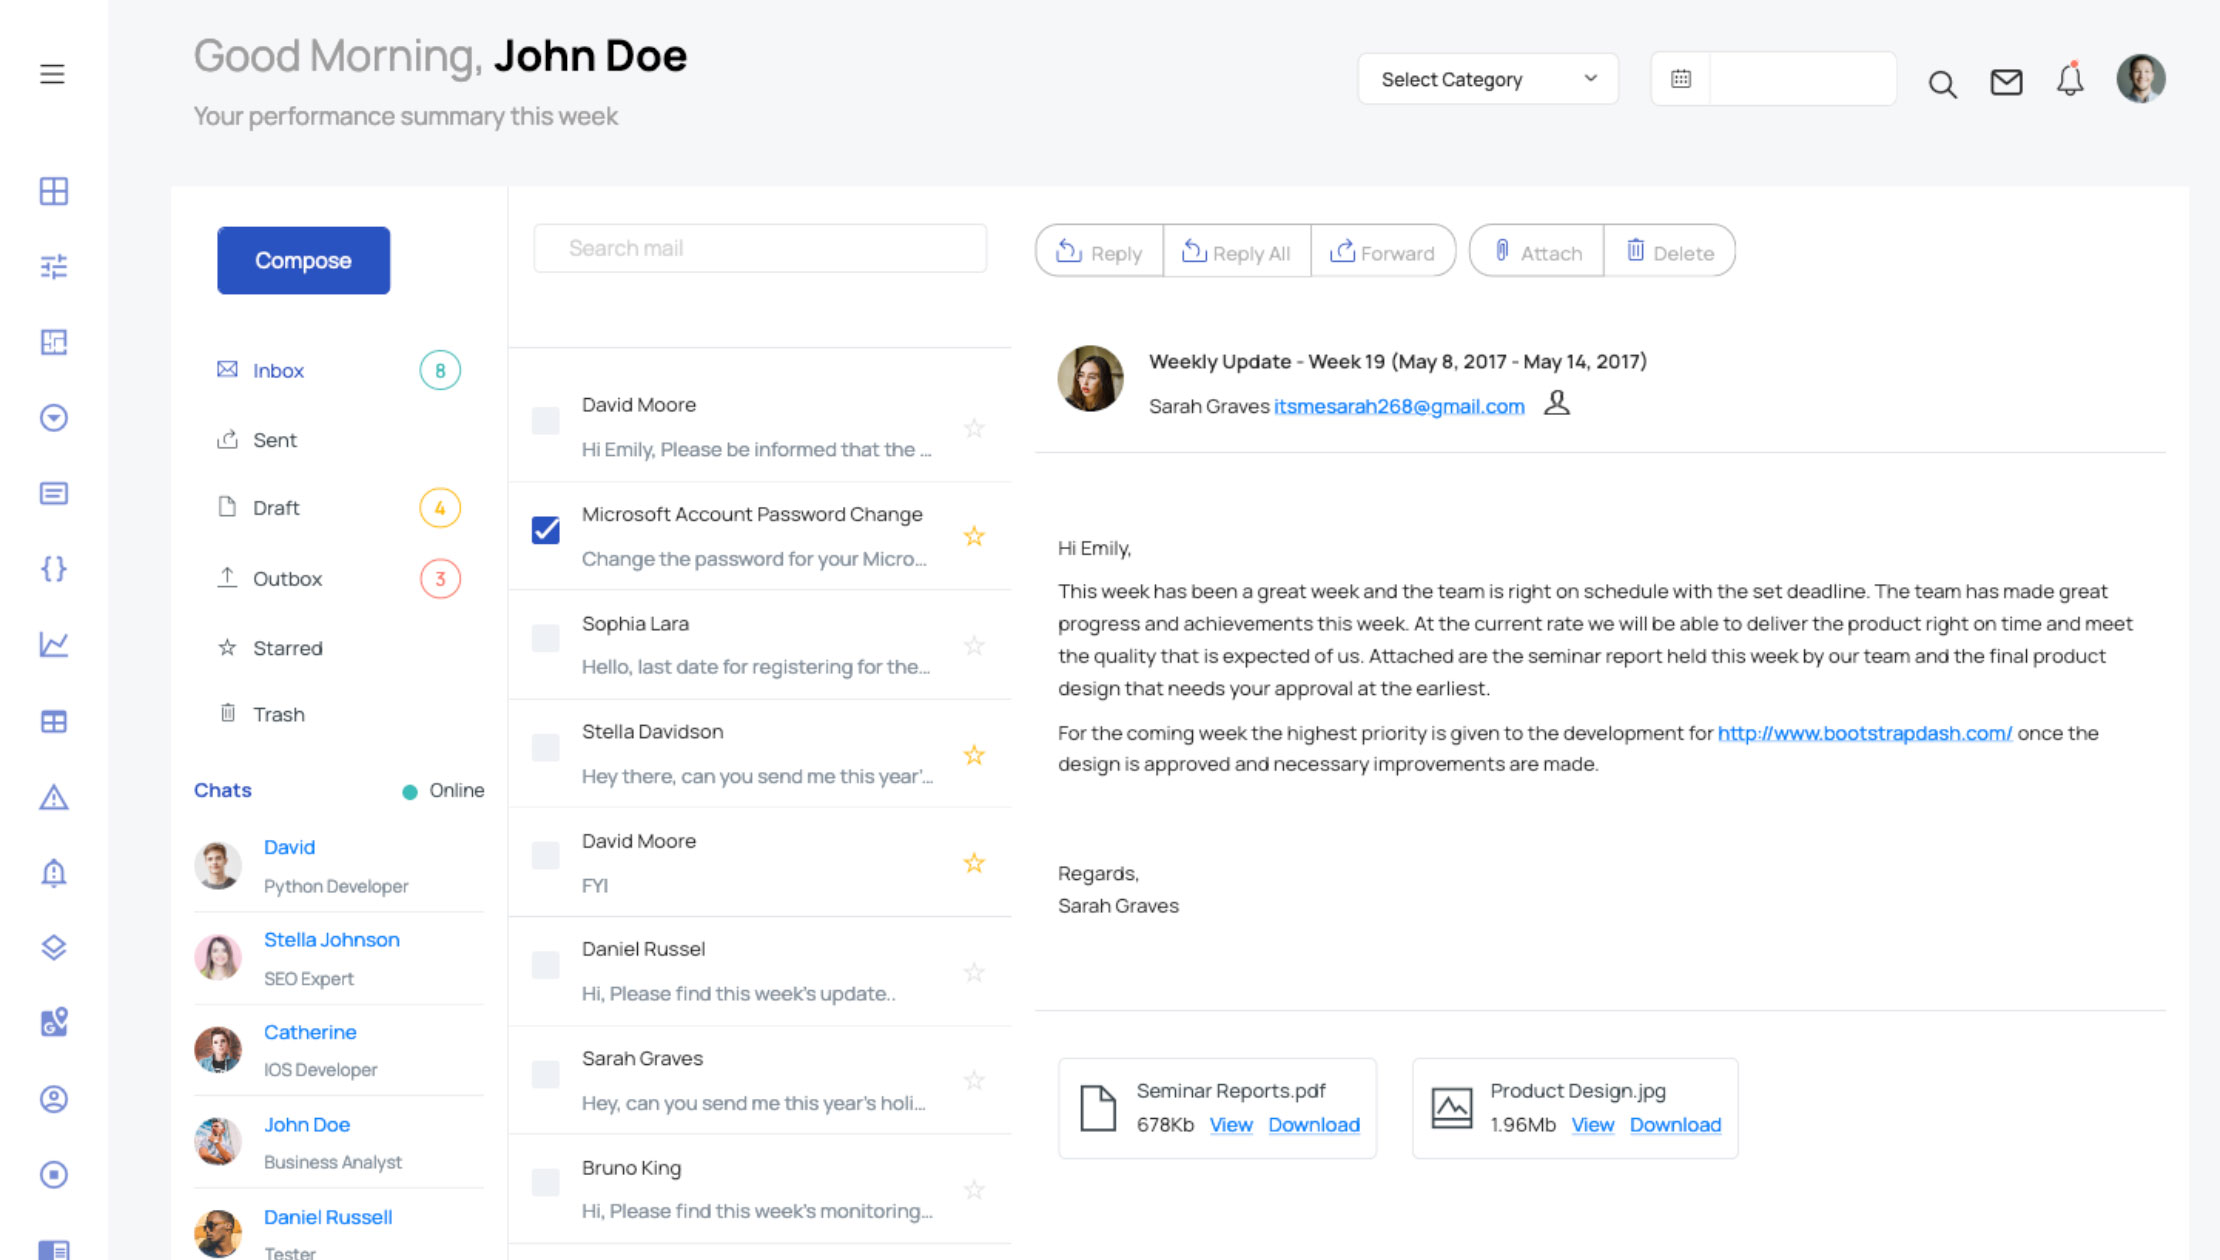 Good Morning, John Doe
Your performance summary this week
Select Category
Compose
Inbox 8
Sent
Draft 4
Outbox 3
Starred
Trash
Chats Online
David
Python Developer
Stella Johnson
SEO Expert
Catherine
IOS Developer
John Doe
Business Analyst
Daniel Russell
Tester
Search mail
David Moore
Hi Emily, Please be informed that the ...
Microsoft Account Password Change
Change the password for your Micro...
Sophia Lara
Hello, last date for registering for the...
Stella Davidson
Hey there, can you send me this year'...
David Moore
FYI
Daniel Russel
Hi, Please find this week's update..
Sarah Graves
Hey, can you send me this year's holi...
Bruno King
Hi, Please find this week's monitoring...
Reply Reply All Forward Attach Delete
Weekly Update - Week 19 (May 8, 2017 - May 14, 2017)
Sarah Graves itsmesarah268@gmail.com
Hi Emily,
This week has been a great week and the team is right on schedule with the set deadline. The team has made great
progress and achievements this week. At the current rate we will be able to deliver the product right on time and meet
the quality that is expected of us. Attached are the seminar report held this week by our team and the final product
design that needs your approval at the earliest.
For the coming week the highest priority is given to the development for http://www.bootstrapdash.com/ once the
design is approved and necessary improvements are made.
Regards,
Sarah Graves
Seminar Reports.pdf
678Kb View Download
Product Design.jpg
1.96Mb View Download